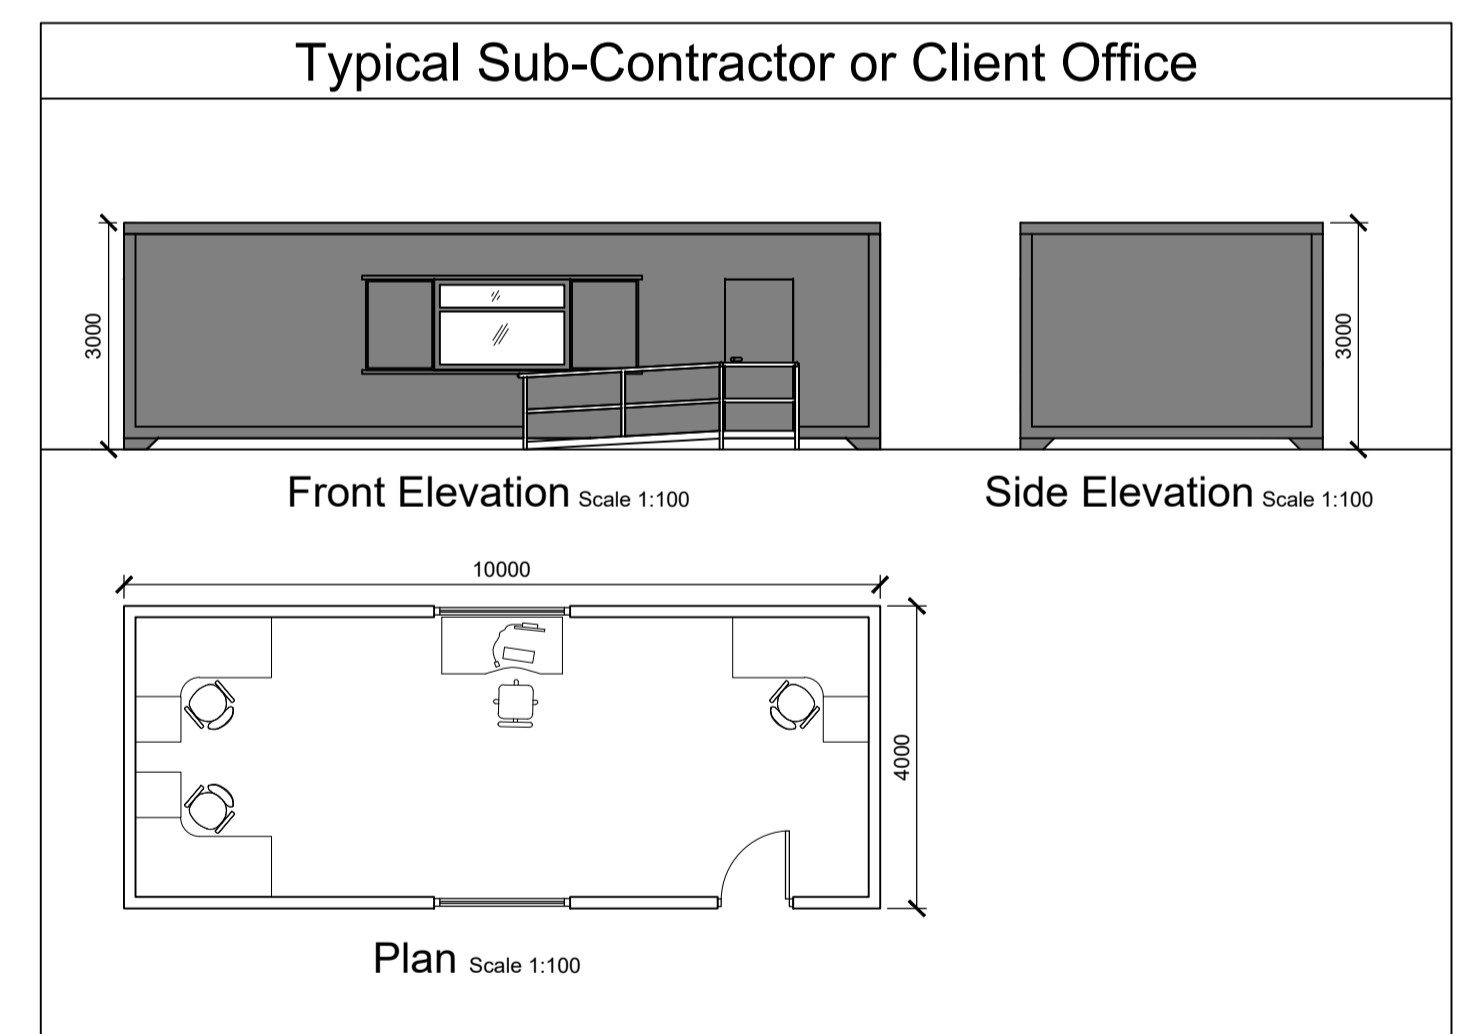 Typical Sub-Contractor or Client Office
3000
3000
Front Elevation Scale 1:100
Side Elevation Scale 1:100
10000
4000
Plan Scale 1:100